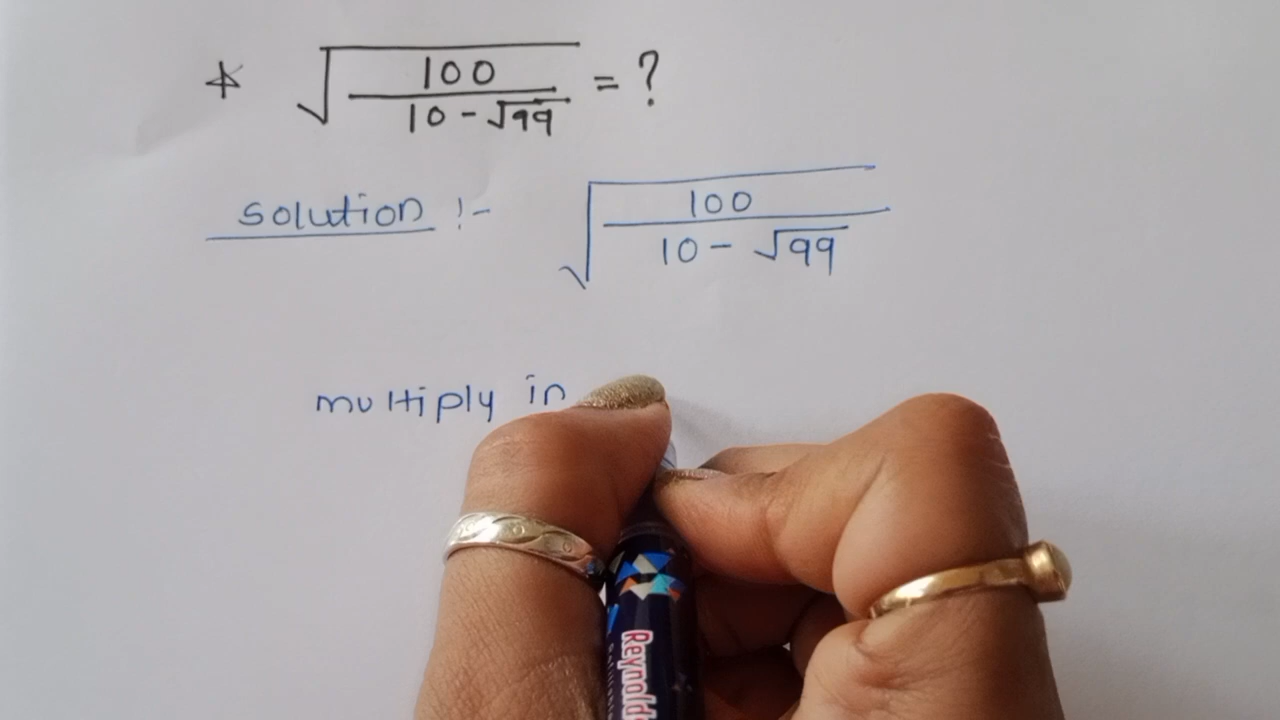 * √(100 / (10 - √99)) = ?
Solution :- √(100 / (10 - √99))
multiply in
Reynolds